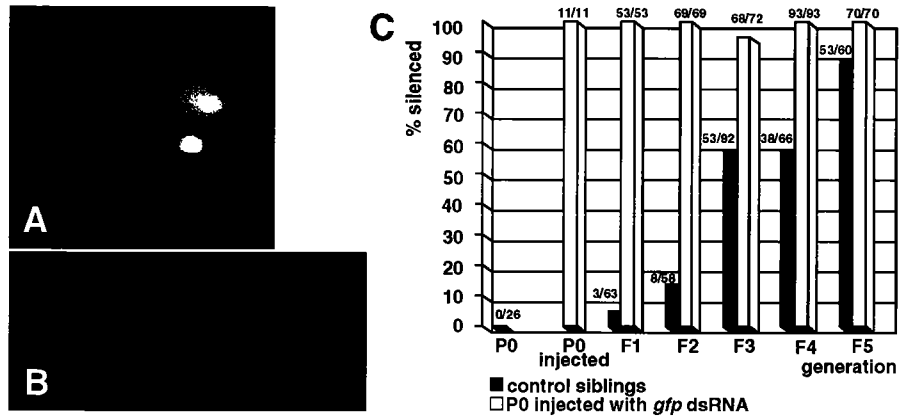 A
B
C
% silenced
100
90
80
70
60
50
40
30
20
10
0
0/26
11/11
3/63
53/53
8/58
69/69
53/92
68/72
38/66
93/93
53/60
70/70
P0
P0
injected
F1
F2
F3
F4
F5
generation
control siblings
P0 injected with gfp dsRNA